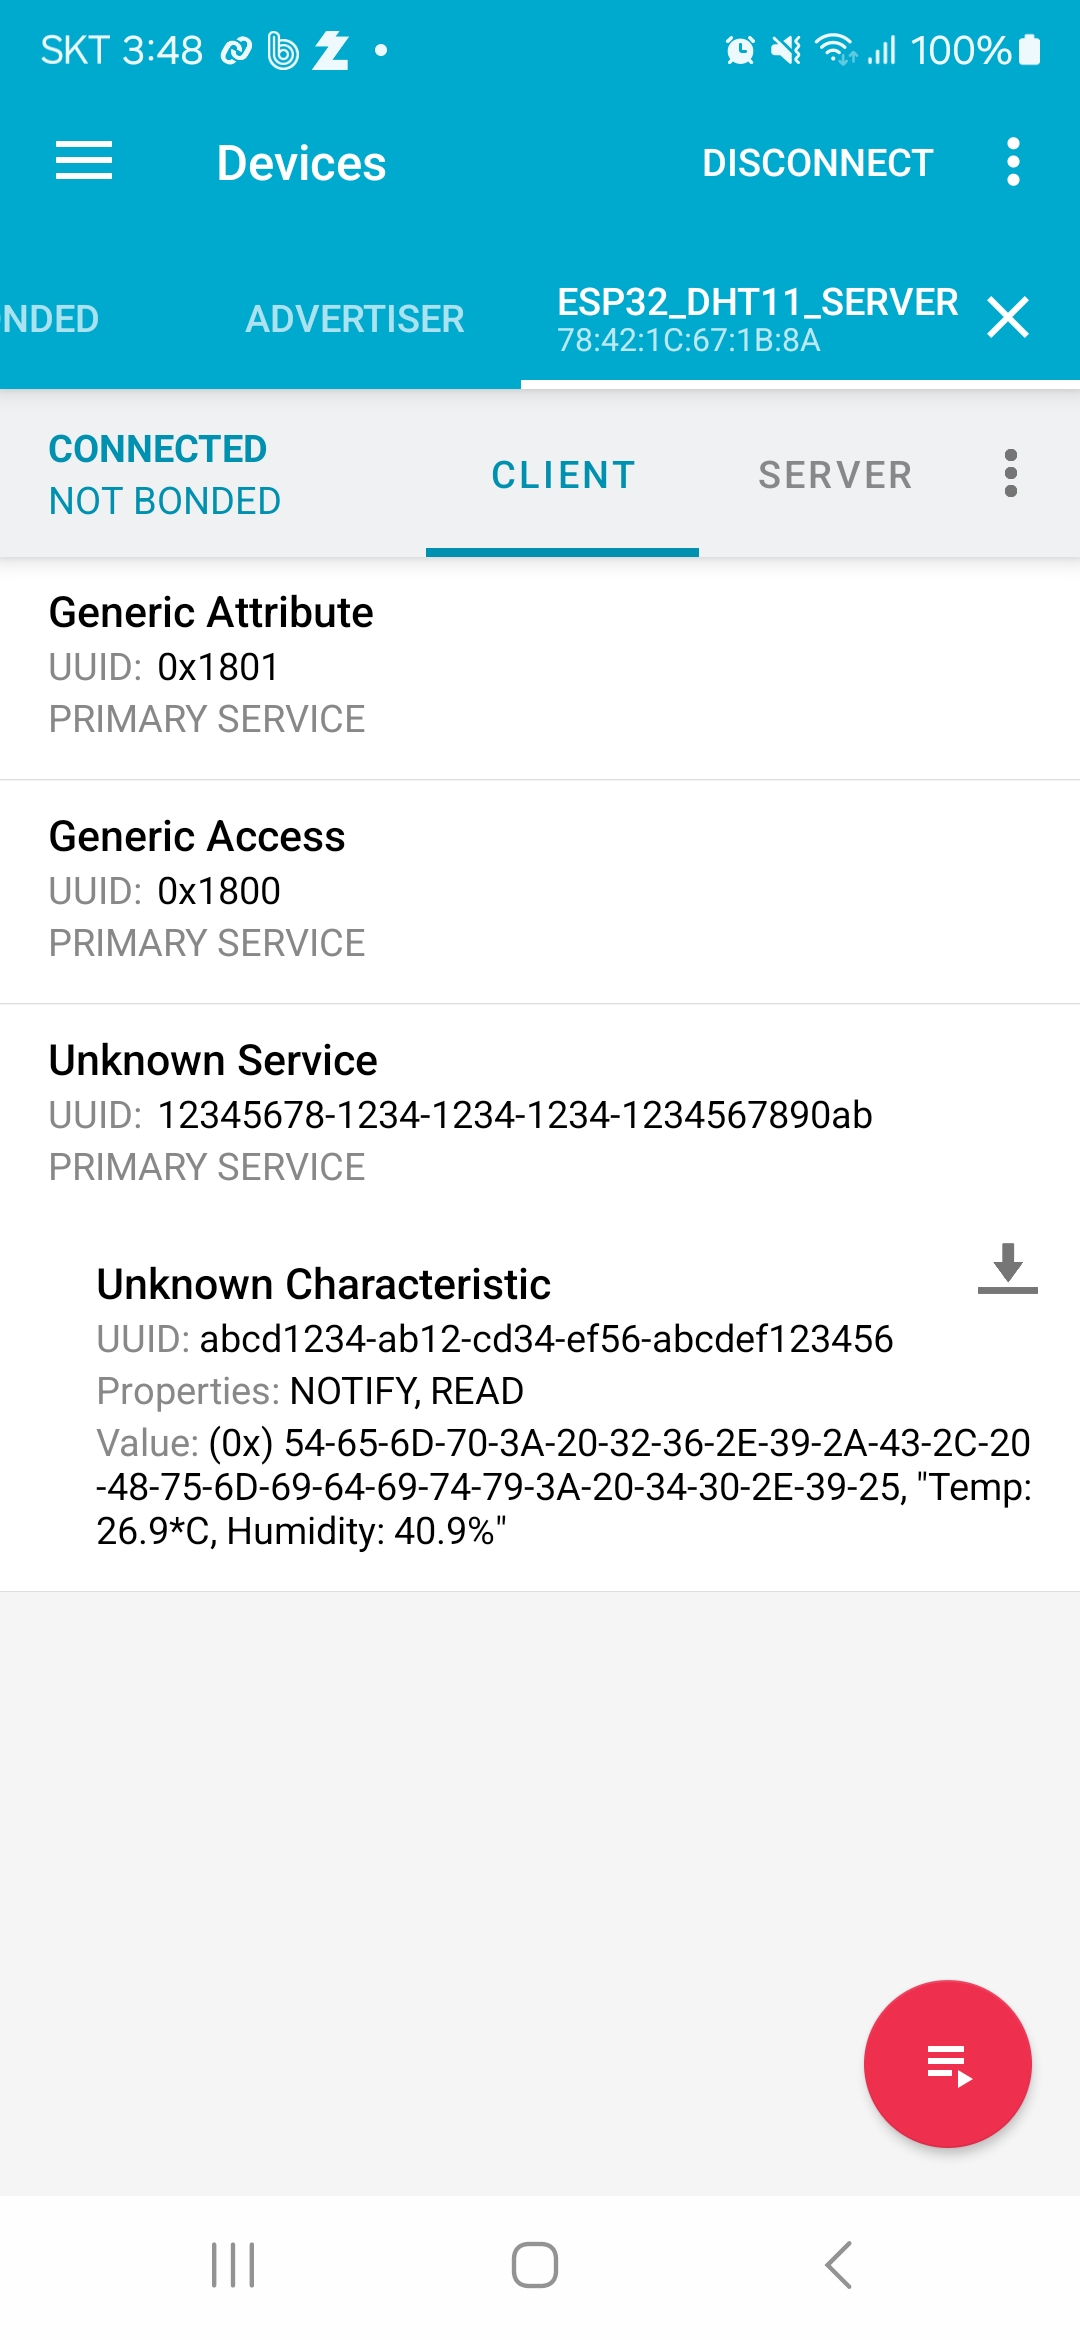 SKT 3:48
100%
Devices
DISCONNECT
NDED
ADVERTISER
ESP32_DHT11_SERVER
78:42:1C:67:1B:8A
CONNECTED
NOT BONDED
CLIENT
SERVER
Generic Attribute
UUID: 0x1801
PRIMARY SERVICE
Generic Access
UUID: 0x1800
PRIMARY SERVICE
Unknown Service
UUID: 12345678-1234-1234-1234-1234567890ab
PRIMARY SERVICE
Unknown Characteristic
UUID: abcd1234-ab12-cd34-ef56-abcdef123456
Properties: NOTIFY, READ
Value: (0x) 54-65-6D-70-3A-20-32-36-2E-39-2A-43-2C-20
-48-75-6D-69-64-69-74-79-3A-20-34-30-2E-39-25, "Temp:
26.9*C, Humidity: 40.9%"